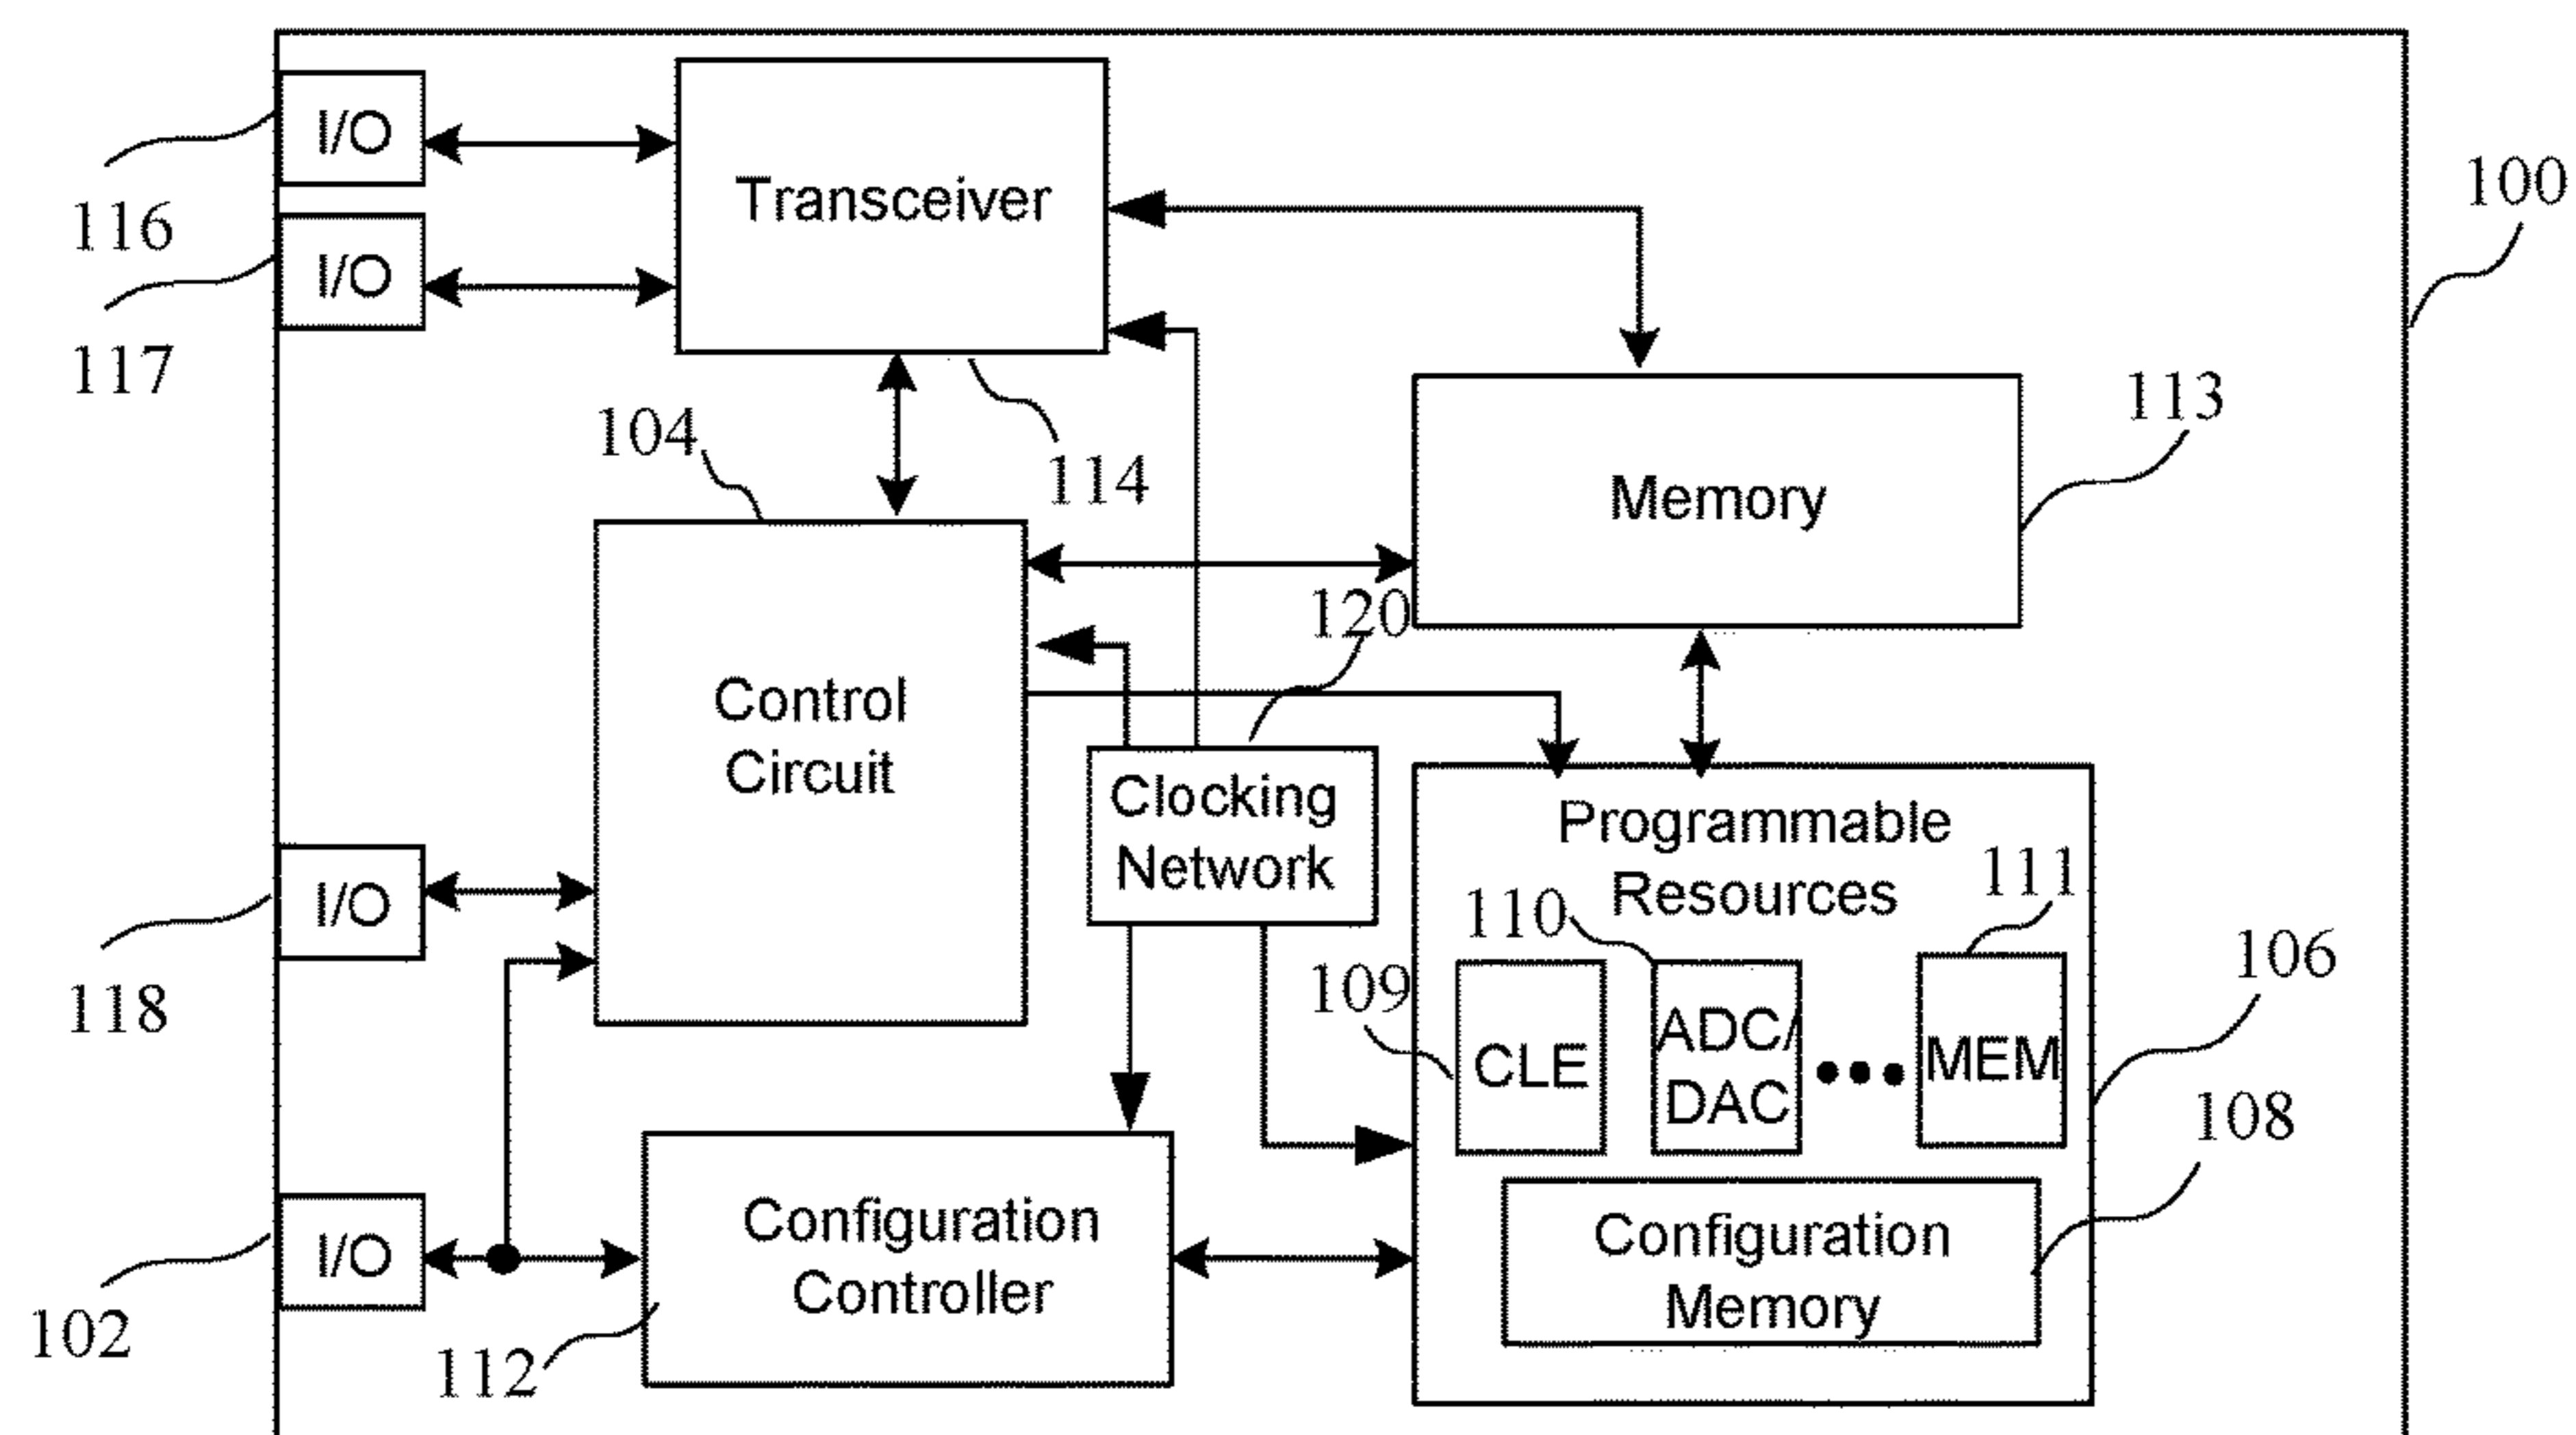 I/O
116
I/O
117
Transceiver
100
104
114
113
Memory
120
Control
Circuit
Clocking
Network
Programmable
Resources
I/O
118
110
111
109
CLE
ADC/
DAC
MEM
106
108
I/O
102
112
Configuration
Controller
Configuration
Memory